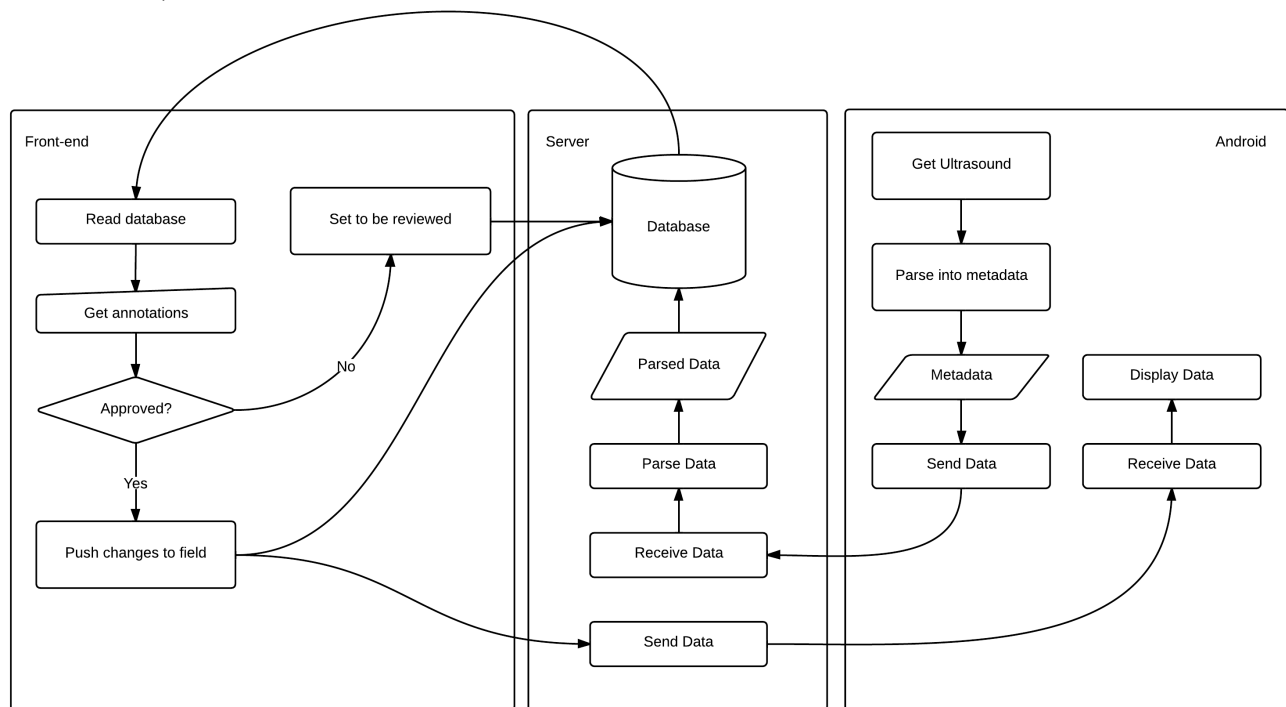 Front-end
Read database
Get annotations
Approved?
Yes
No
Set to be reviewed
Push changes to field
Server
Database
Parsed Data
Parse Data
Receive Data
Send Data
Android
Get Ultrasound
Parse into metadata
Metadata
Send Data
Display Data
Receive Data